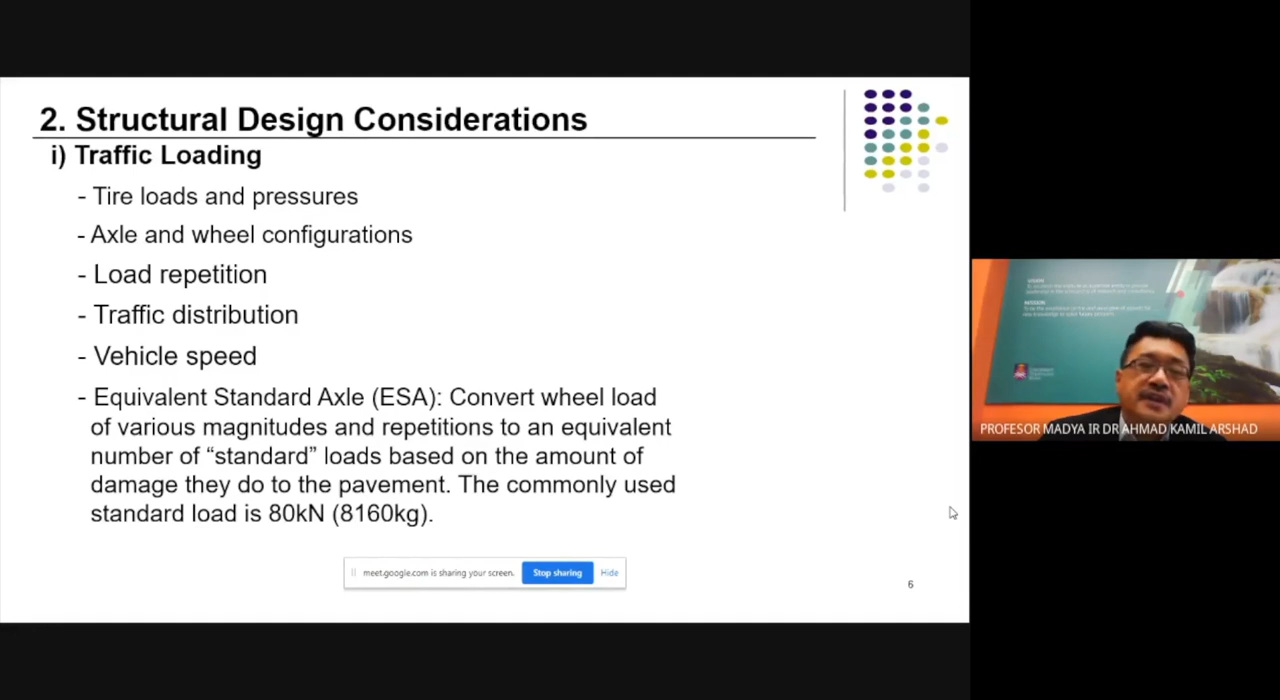 2. Structural Design Considerations
i) Traffic Loading
- Tire loads and pressures
- Axle and wheel configurations
- Load repetition
- Traffic distribution
- Vehicle speed
- Equivalent Standard Axle (ESA): Convert wheel load
of various magnitudes and repetitions to an equivalent
number of “standard” loads based on the amount of
damage they do to the pavement. The commonly used
standard load is 80kN (8160kg).
meet.google.com is sharing your screen. Stop sharing Hide
6
MISSION
PROFESOR MADYA IR DR AHMAD KAMIL ARSHAD